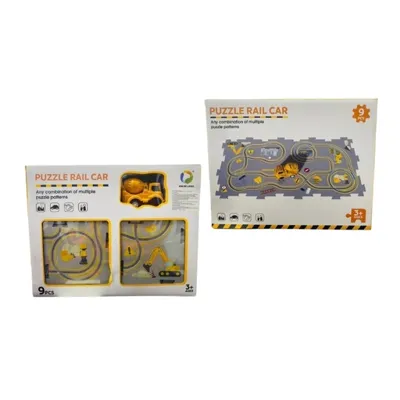 PUZZLE RAIL CAR
Any combination of multiple
puzzle patterns
9
3+
PUZZLE RAIL CAR
Any combination of multiple
puzzle patterns
9PCS
3+